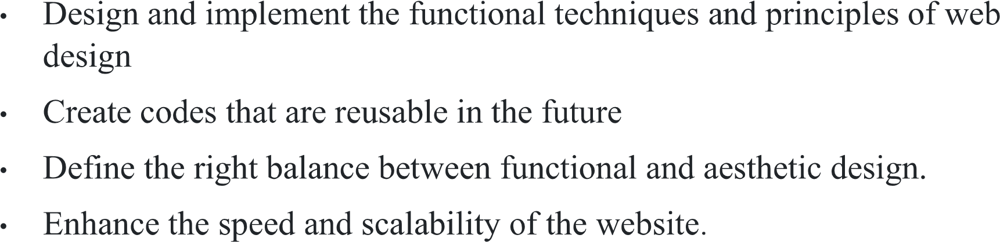 • Design and implement the functional techniques and principles of web
design
• Create codes that are reusable in the future
• Define the right balance between functional and aesthetic design.
• Enhance the speed and scalability of the website.